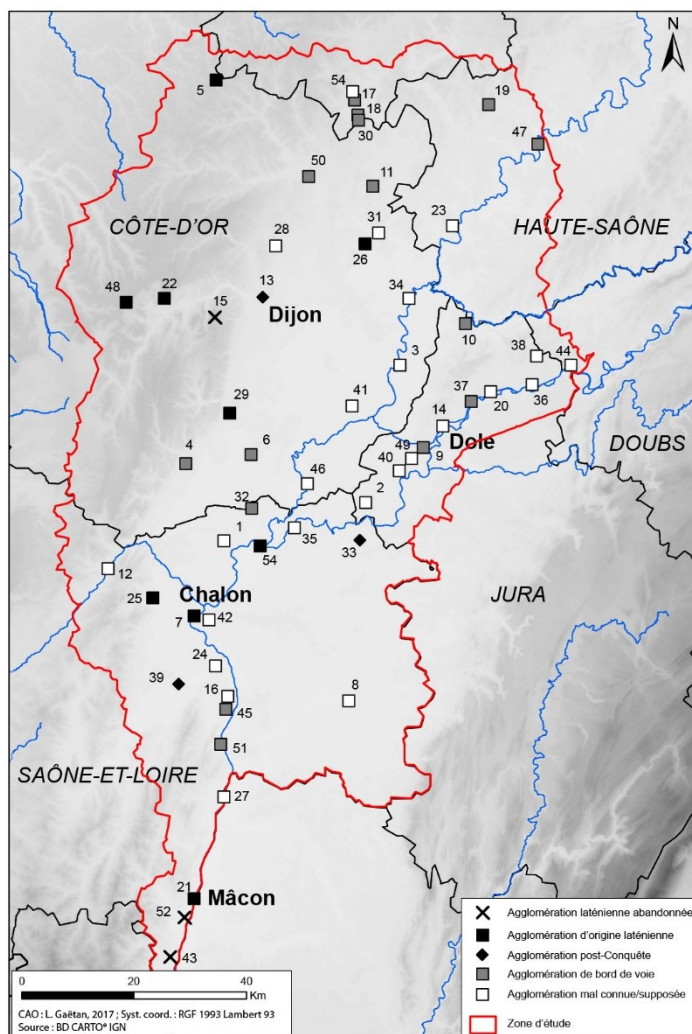 N
5
54
17
18
30
19
47
50
11
CÔTE-D'OR
28
31
26
23
HAUTE-SAÔNE
48
22
15
13
Dijon
34
10
3
38
44
29
41
37
20
36
14
4
6
49
Dole
40
9
DOUBS
46
2
32
1
54
35
33
12
25
Chalon
7
42
JURA
24
39
16
45
8
51
SAÔNE-ET-LOIRE
27
21
Mâcon
52
43
Agglomération laténienne abandonnée
Agglomération d'origine laténienne
Agglomération post-Conquête
Agglomération de bord de voie
Agglomération mal connue/supposée
Zone d'étude
0 20 40
Km
CAO : L. Gaëtan, 2017 ; Syst. coord. : RGF 1993 Lambert 93
Source : BD CARTO® IGN